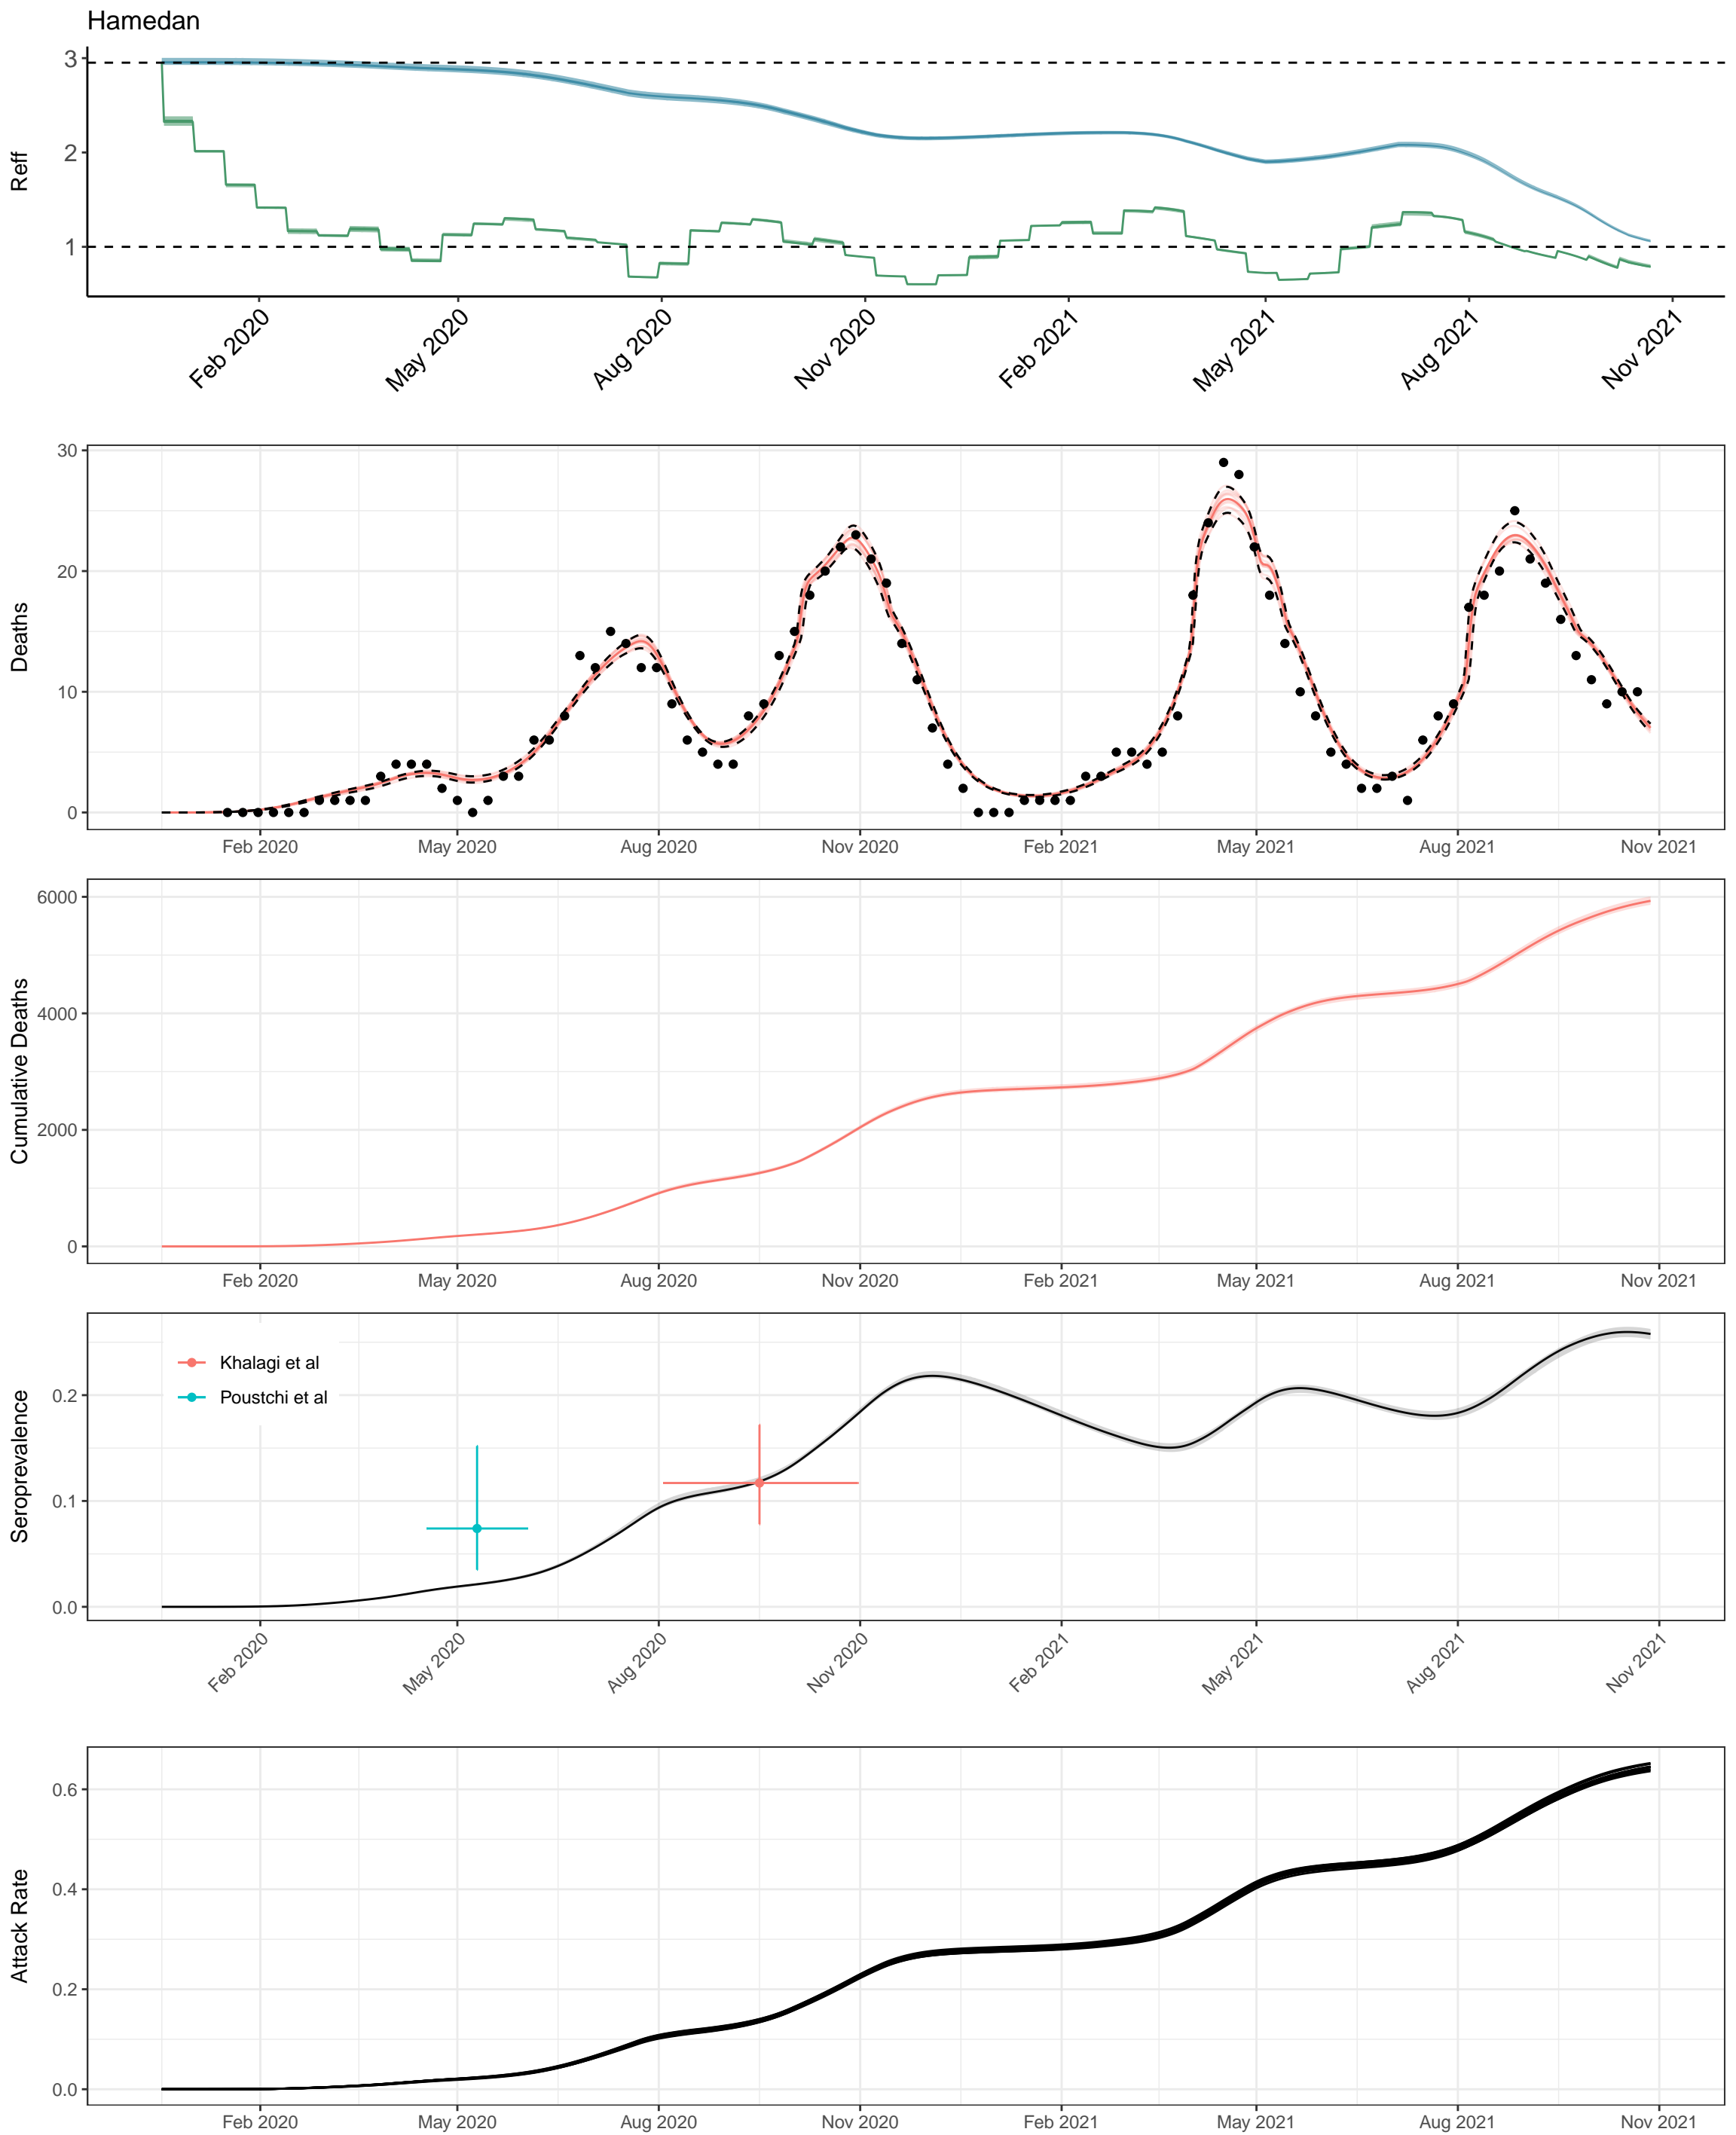 Hamedan
Reff
3
2
1
Feb 2020
May 2020
Aug 2020
Nov 2020
Feb 2021
May 2021
Aug 2021
Nov 2021
Deaths
30
20
10
0
Feb 2020
May 2020
Aug 2020
Nov 2020
Feb 2021
May 2021
Aug 2021
Nov 2021
Cumulative Deaths
6000
4000
2000
0
Feb 2020
May 2020
Aug 2020
Nov 2020
Feb 2021
May 2021
Aug 2021
Nov 2021
Seroprevalence
0.2
0.1
0.0
Khalagi et al
Poustchi et al
Feb 2020
May 2020
Aug 2020
Nov 2020
Feb 2021
May 2021
Aug 2021
Nov 2021
Attack Rate
0.6
0.4
0.2
0.0
Feb 2020
May 2020
Aug 2020
Nov 2020
Feb 2021
May 2021
Aug 2021
Nov 2021